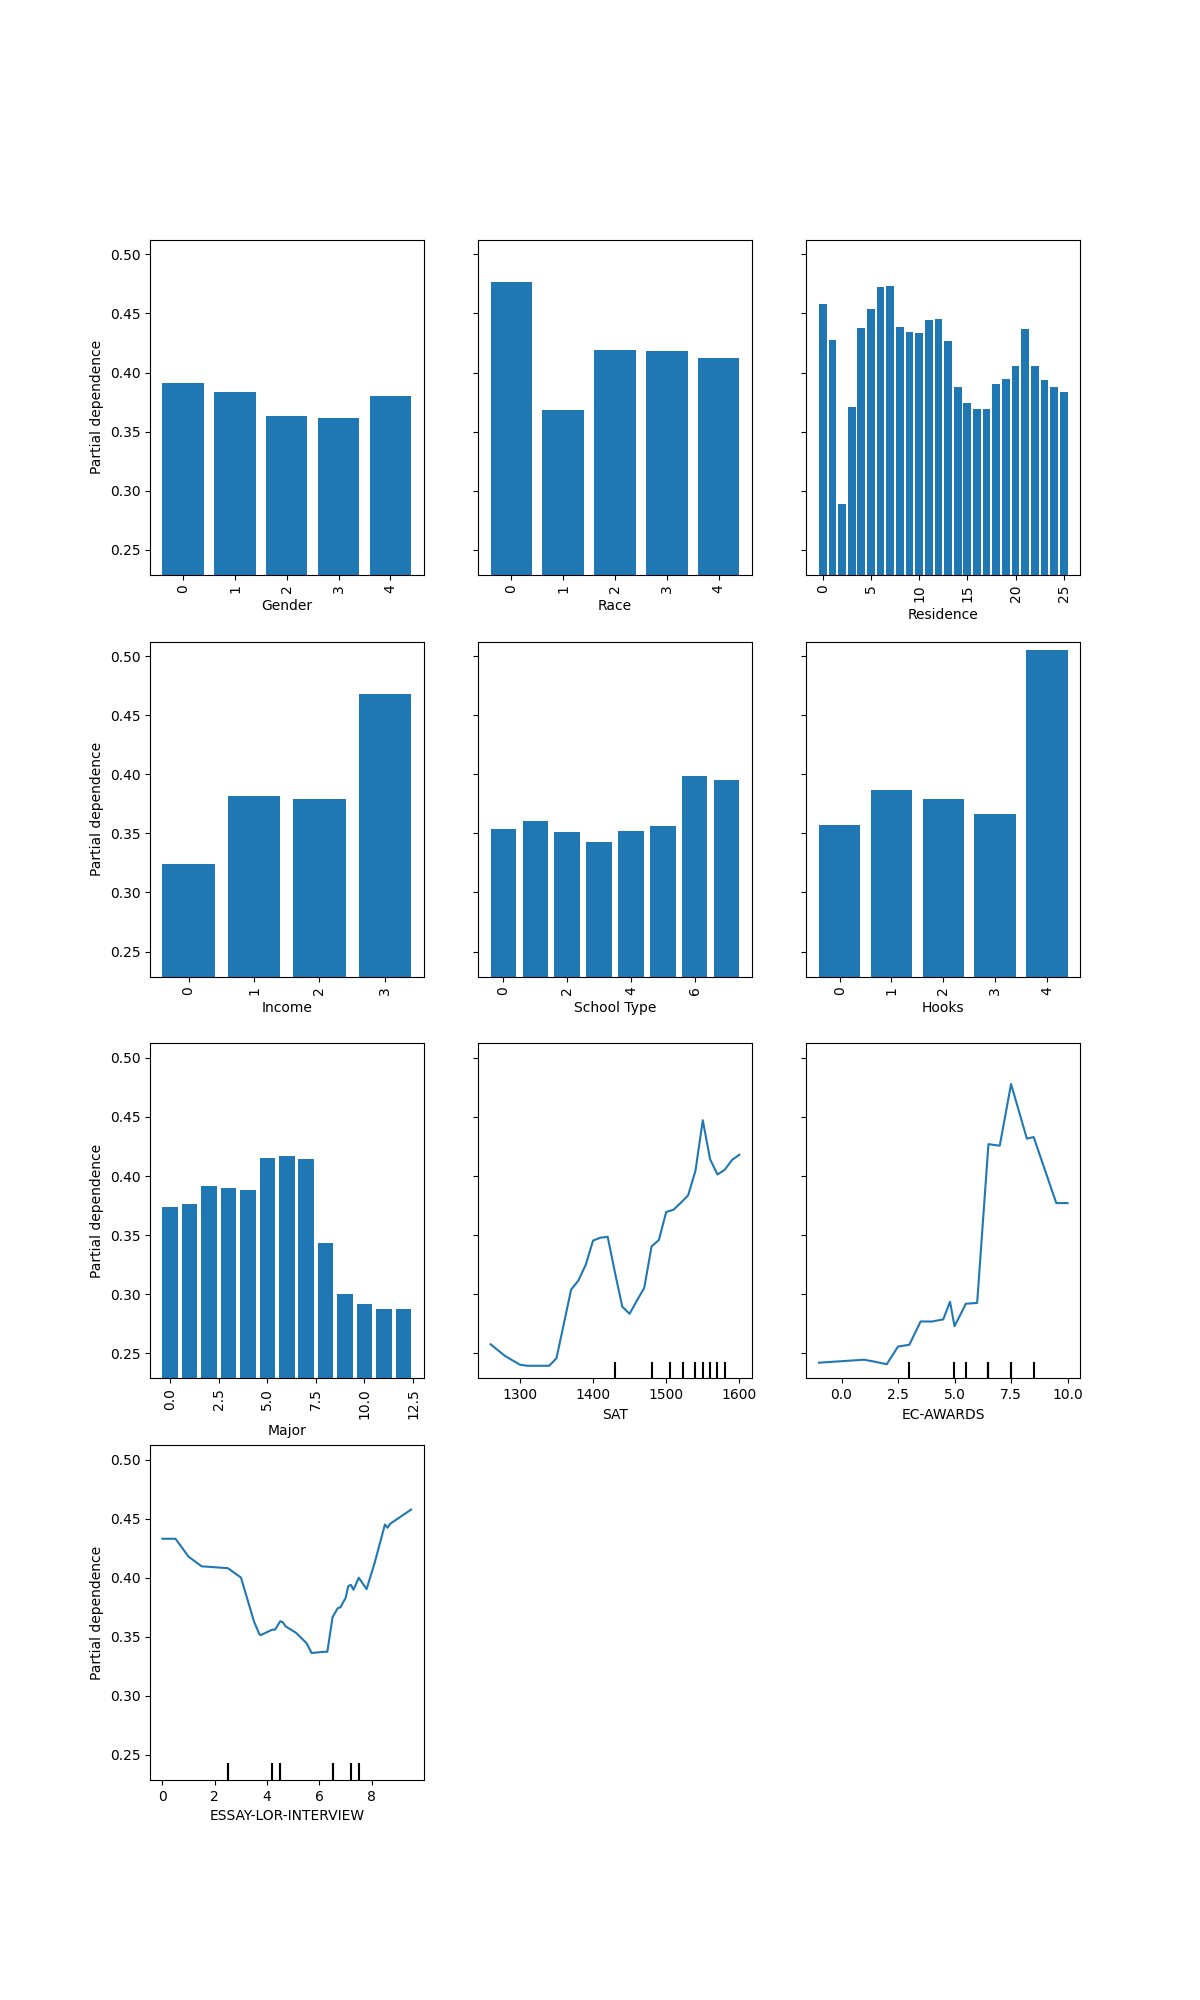 0.50
0.45
0.40
0.35
0.30
0.25
Partial dependence
0 1 2 3 4
Gender
0 1 2 3 4
Race
0 5 10 15 20 25
Residence
0.50
0.45
0.40
0.35
0.30
0.25
Partial dependence
0 1 2 3
Income
0 2 4 6
School Type
0 1 2 3 4
Hooks
0.50
0.45
0.40
0.35
0.30
0.25
Partial dependence
0.0 2.5 5.0 7.5 10.0 12.5
Major
1300 1400 1500 1600
SAT
0.0 2.5 5.0 7.5 10.0
EC-AWARDS
0.50
0.45
0.40
0.35
0.30
0.25
Partial dependence
0 2 4 6 8
ESSAY-LOR-INTERVIEW